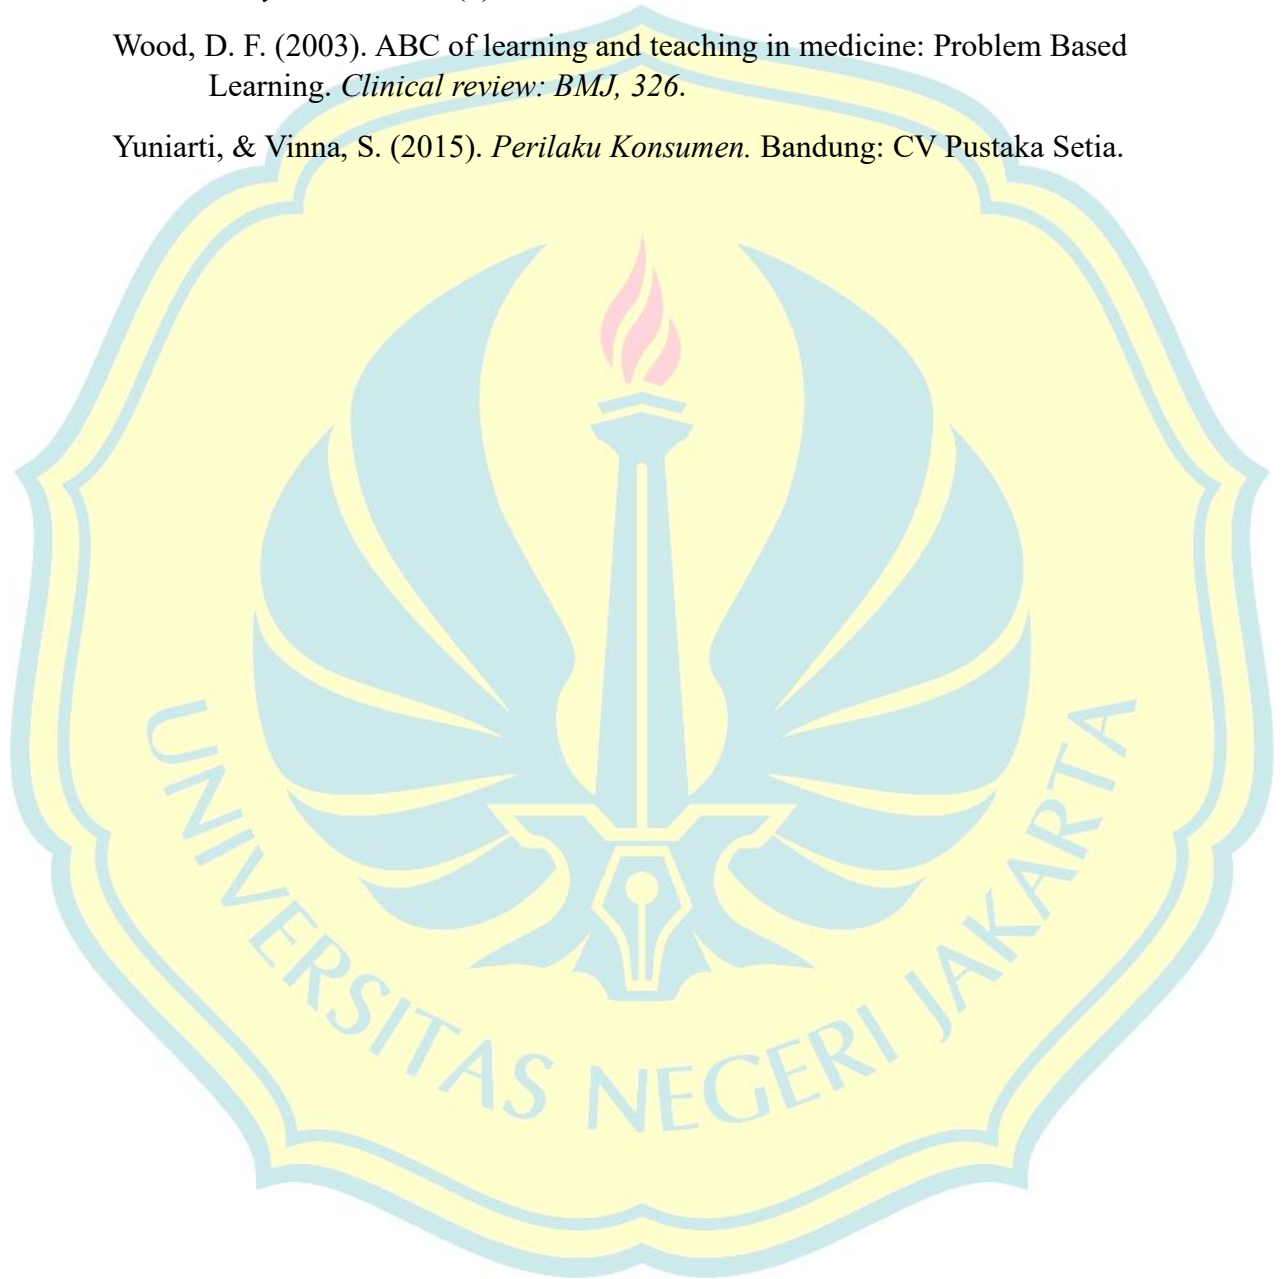 Wood, D. F. (2003). ABC of learning and teaching in medicine: Problem Based
Learning. Clinical review: BMJ, 326.
Yuniarti, & Vinna, S. (2015). Perilaku Konsumen. Bandung: CV Pustaka Setia.
UNIVERSITAS NEGERI JAKARTA